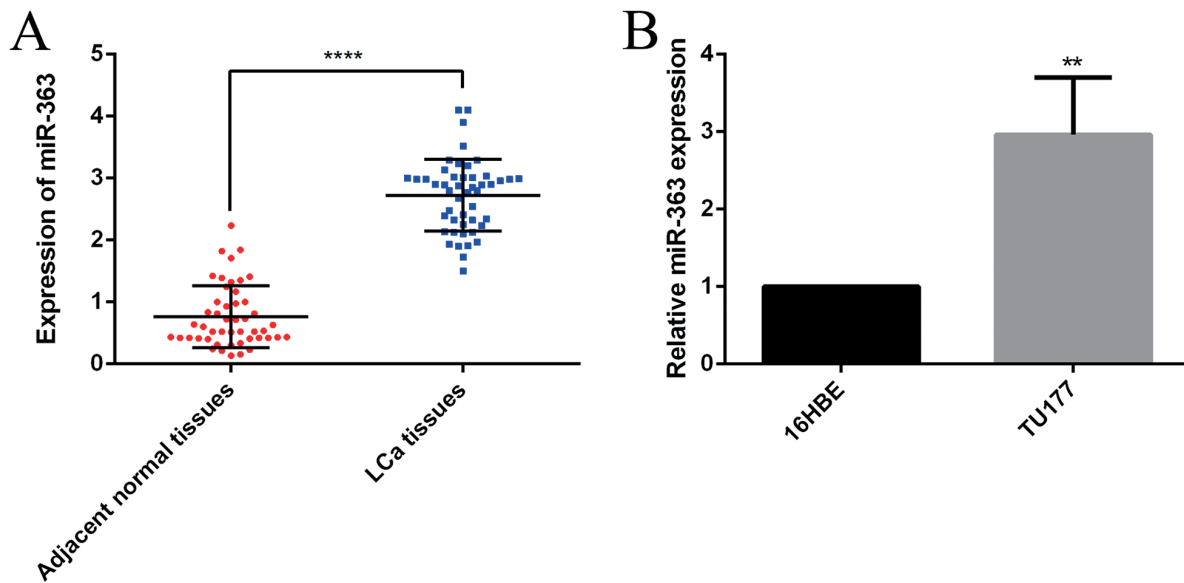 A
Expression of miR-363
5
4
3
2
1
0
****
Adjacent normal tissues
LCa tissues
B
Relative miR-363 expression
4
3
2
1
0
**
16HBE
TU177